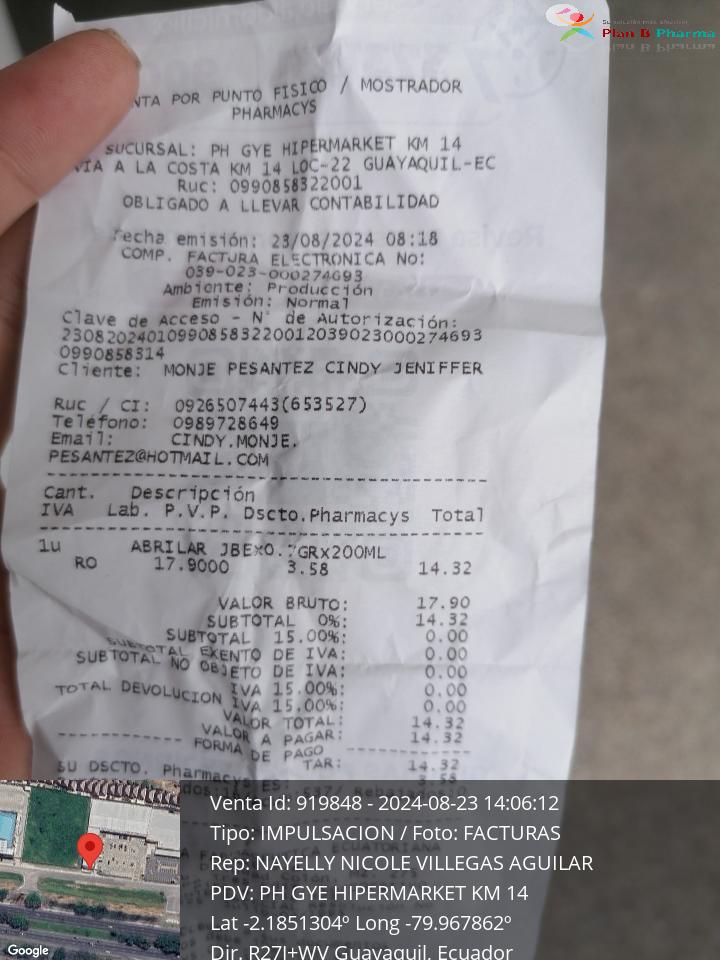 Plan B Pharma
NTA POR PUNTO FISICO / MOSTRADOR
PHARMACYS
SUCURSAL: PH GYE HIPERMARKET KM 14
VIA A LA COSTA KM 14 LOC-22 GUAYAQUIL-EC
Ruc: 0990858322001
OBLIGADO A LLEVAR CONTABILIDAD
Fecha emisión: 23/08/2024 08:18
COMP. FACTURA ELECTRONICA No:
039-023-000274693
Ambiente: Producción
Emisión: Normal
Clave de Acceso - N° de Autorización:
230820240109908583220012039023000274693
0990858314
Cliente: MONJE PESANTEZ CINDY JENIFFER
Ruc / CI: 0926507443(653527)
Teléfono: 0989728649
Email: CINDY.MONJE.
PESANTEZ@HOTMAIL.COM
Cant. Descripción
IVA Lab. P.V.P. Dscto.Pharmacys Total
1u ABRILAR JBEx0.7GRx200ML
RO 17.9000 3.58 14.32
VALOR BRUTO: 17.90
SUBTOTAL 0%: 14.32
SUBTOTAL 15.00%: 0.00
SUBTOTAL EXENTO DE IVA: 0.00
SUBTOTAL NO OBJETO DE IVA: 0.00
IVA 15.00%: 0.00
TOTAL DEVOLUCION IVA 15.00%: 0.00
VALOR TOTAL: 14.32
VALOR A PAGAR: 14.32
FORMA DE PAGO
TAR: 14.32
SU DSCTO. Pharmacys ES: 3.58
Venta Id: 919848 - 2024-08-23 14:06:12
Tipo: IMPULSACION / Foto: FACTURAS
Rep: NAYELLY NICOLE VILLEGAS AGUILAR
PDV: PH GYE HIPERMARKET KM 14
Lat -2.1851304º Long -79.967862º
Dir. R27J+WV Guayaquil, Ecuador
Google